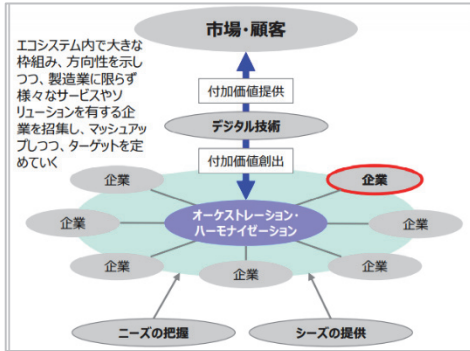 市場・顧客
エコシステム内で大きな
枠組み、方向性を示し
つつ、製造業に限らず
様々なサービスやソ
リューションを有する企
業を招集し、マッシュアッ
プしつつ、ターゲットを定
めていく
付加価値提供
デジタル技術
付加価値創出
企業
企業
オーケストレーション・
ハーモナイゼーション
企業
企業
企業
企業
企業
ニーズの把握
シーズの提供